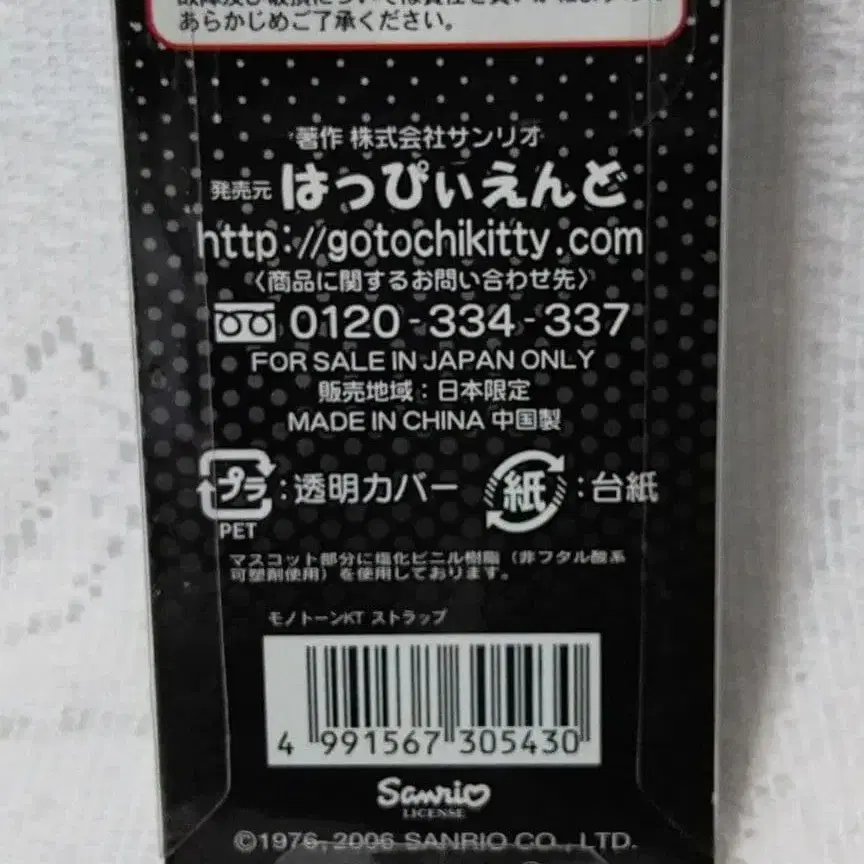 あらかじめご了承ください。
著作 株式会社サンリオ
発売元 はっぴぃえんど
http://gotochikitty.com
〈商品に関するお問い合わせ先〉
0120-334-337
FOR SALE IN JAPAN ONLY
販売地域：日本限定
MADE IN CHINA 中国製
プラ：透明カバー 紙：台紙
PET
マスコット部分に塩化ビニル樹脂（非フタル酸系
可塑剤使用）を使用しております。
モノトーンKT ストラップ
4 991567 305430
Sanrio
LICENSE
©1976, 2006 SANRIO CO., LTD.